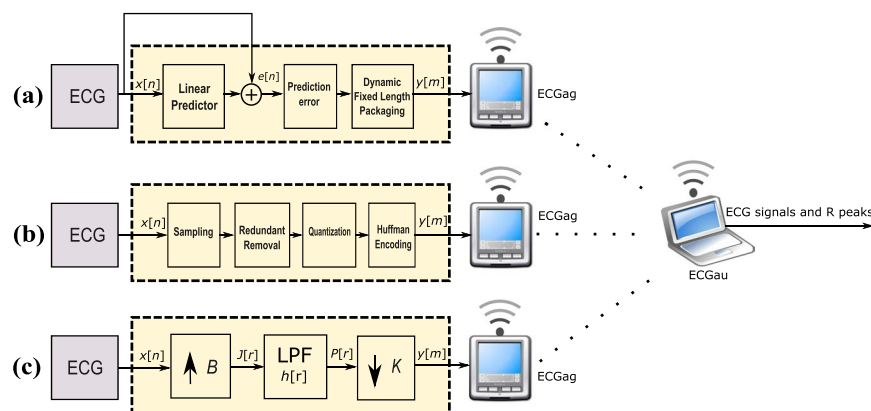 (a)
ECG
x[n]
Linear
Predictor
+
e[n]
Prediction
error
Dynamic
Fixed Length
Packaging
y[m]
ECGag
(b)
ECG
x[n]
Sampling
Redundant
Removal
Quantization
Huffman
Encoding
y[m]
ECGag
ECG signals and R peaks
ECGau
(c)
ECG
x[n]
B
J[r]
LPF
h[r]
P[r]
K
y[m]
ECGag